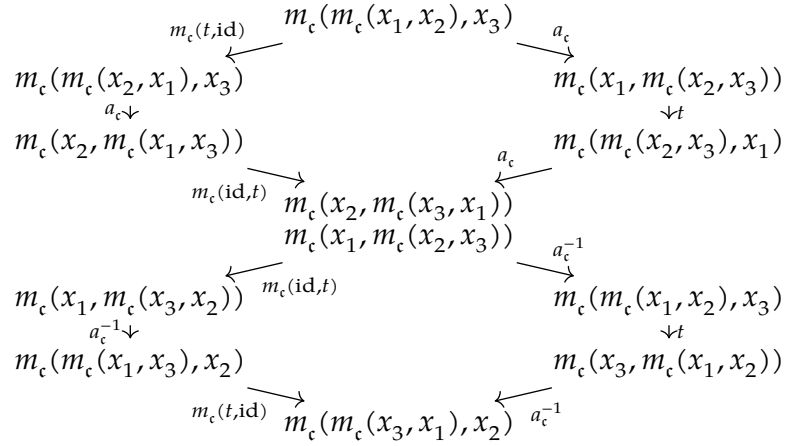 m_𝔠(m_𝔠(x_1, x_2), x_3)
m_𝔠(t,id) a_𝔠
m_𝔠(m_𝔠(x_2, x_1), x_3) m_𝔠(x_1, m_𝔠(x_2, x_3))
a_𝔠 t
m_𝔠(x_2, m_𝔠(x_1, x_3)) m_𝔠(m_𝔠(x_2, x_3), x_1)
m_𝔠(id,t) a_𝔠
m_𝔠(x_2, m_𝔠(x_3, x_1))
m_𝔠(x_1, m_𝔠(x_2, x_3))
m_𝔠(id,t) a_𝔠^{-1}
m_𝔠(x_1, m_𝔠(x_3, x_2)) m_𝔠(m_𝔠(x_1, x_2), x_3)
a_𝔠^{-1} t
m_𝔠(m_𝔠(x_1, x_3), x_2) m_𝔠(x_3, m_𝔠(x_1, x_2))
m_𝔠(t,id) a_𝔠^{-1}
m_𝔠(m_𝔠(x_3, x_1), x_2)